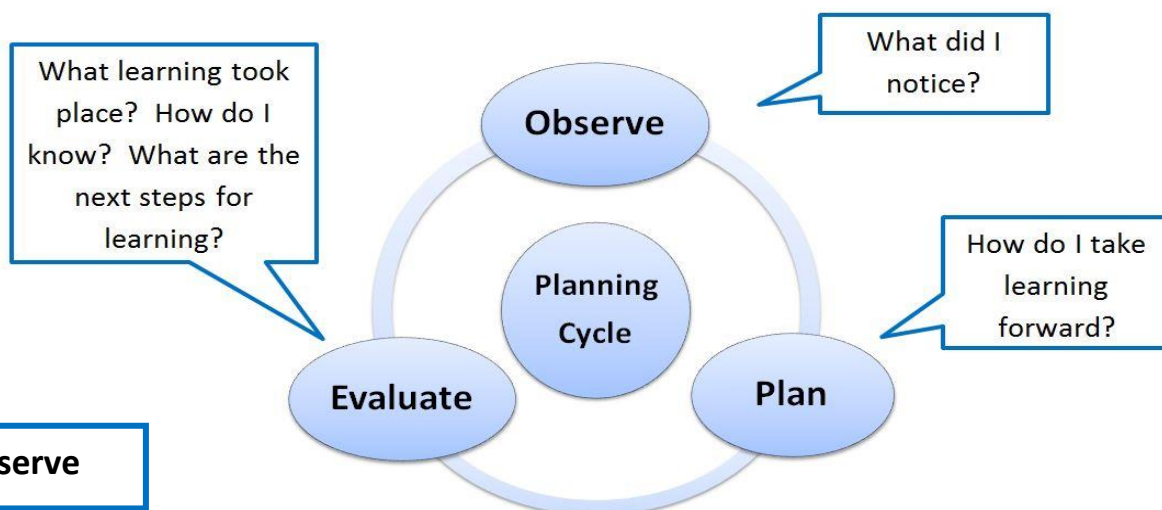 What learning took
place? How do I
know? What are the
next steps for
learning?
What did I
notice?
Observe
How do I take
learning
forward?
Planning
Cycle
Evaluate
Plan
serve